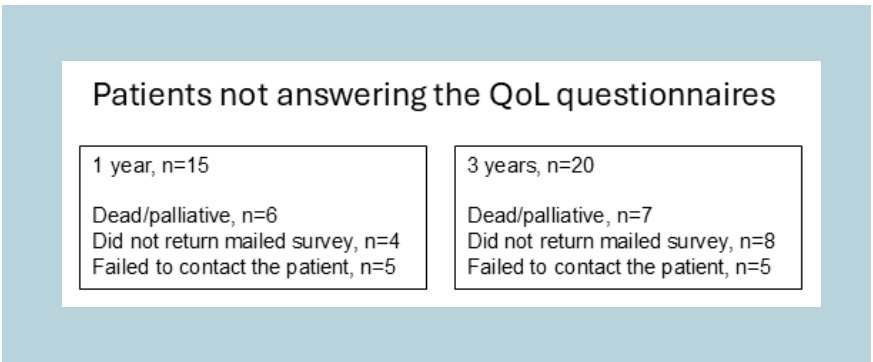 Patients not answering the QoL questionnaires
1 year, n=15
Dead/palliative, n=6
Did not return mailed survey, n=4
Failed to contact the patient, n=5
3 years, n=20
Dead/palliative, n=7
Did not return mailed survey, n=8
Failed to contact the patient, n=5